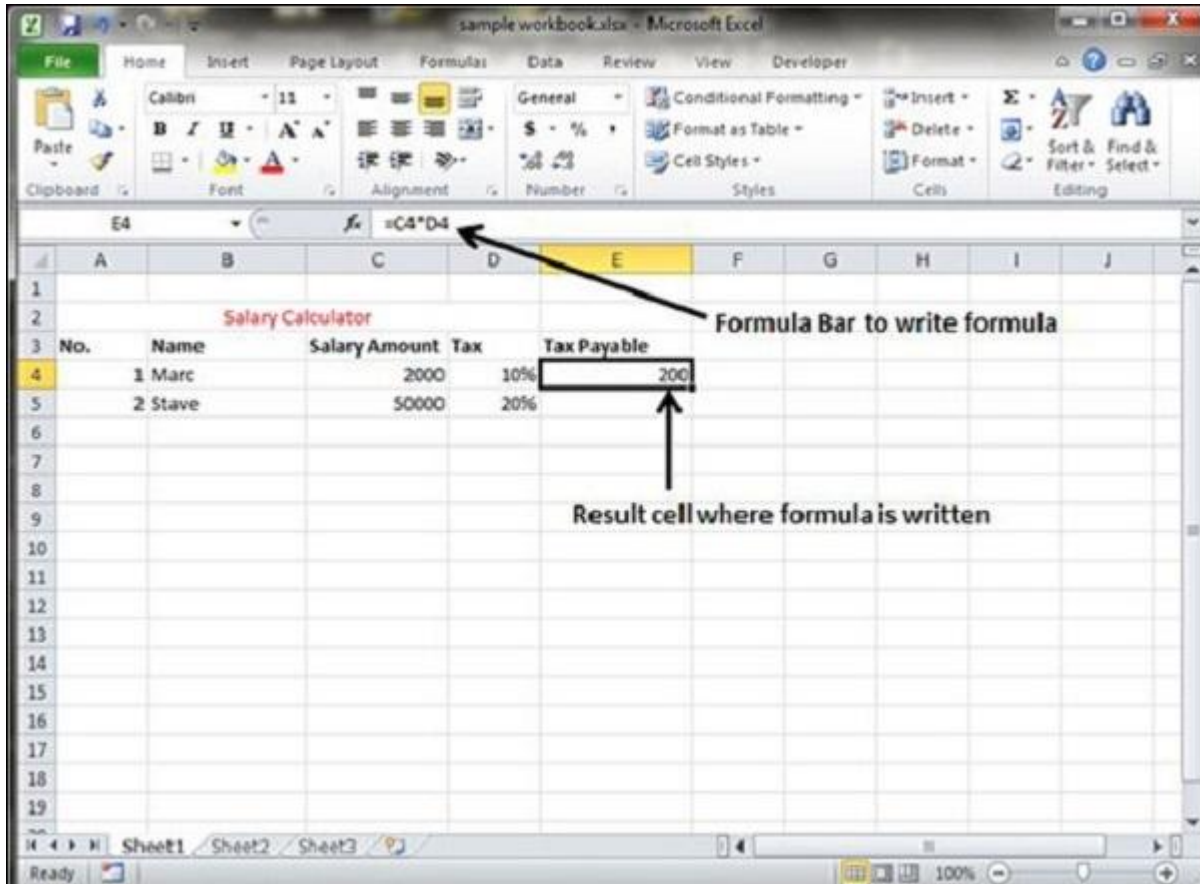 sample workbook.xlsx - Microsoft Excel
File Home Insert Page Layout Formulas Data Review View Developer
Paste
Calibri 11
B I U A A
A
General
$ % ,
Conditional Formatting
Format as Table
Cell Styles
Insert
Delete
Format
Σ
Sort & Filter
Find & Select
Clipboard Font Alignment Number Styles Cells Editing
E4 fx =C4*D4
A B C D E F G H I J
1
2 Salary Calculator
Formula Bar to write formula
3 No. Name Salary Amount Tax Tax Payable
4 1 Marc 2000 10% 200
5 2 Stave 50000 20%
6
7
8
9
Result cell where formula is written
10
11
12
13
14
15
16
17
18
19
Sheet1 Sheet2 Sheet3
Ready 100%